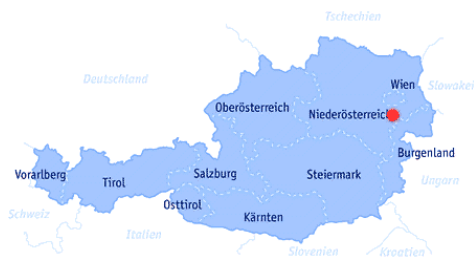 Tschechien
Deutschland
Wien
Slowakei
Oberösterreich
Niederösterreich
Burgenland
Vorarlberg
Tirol
Salzburg
Steiermark
Ungarn
Osttirol
Schweiz
Kärnten
Italien
Slovenien
Kroatien